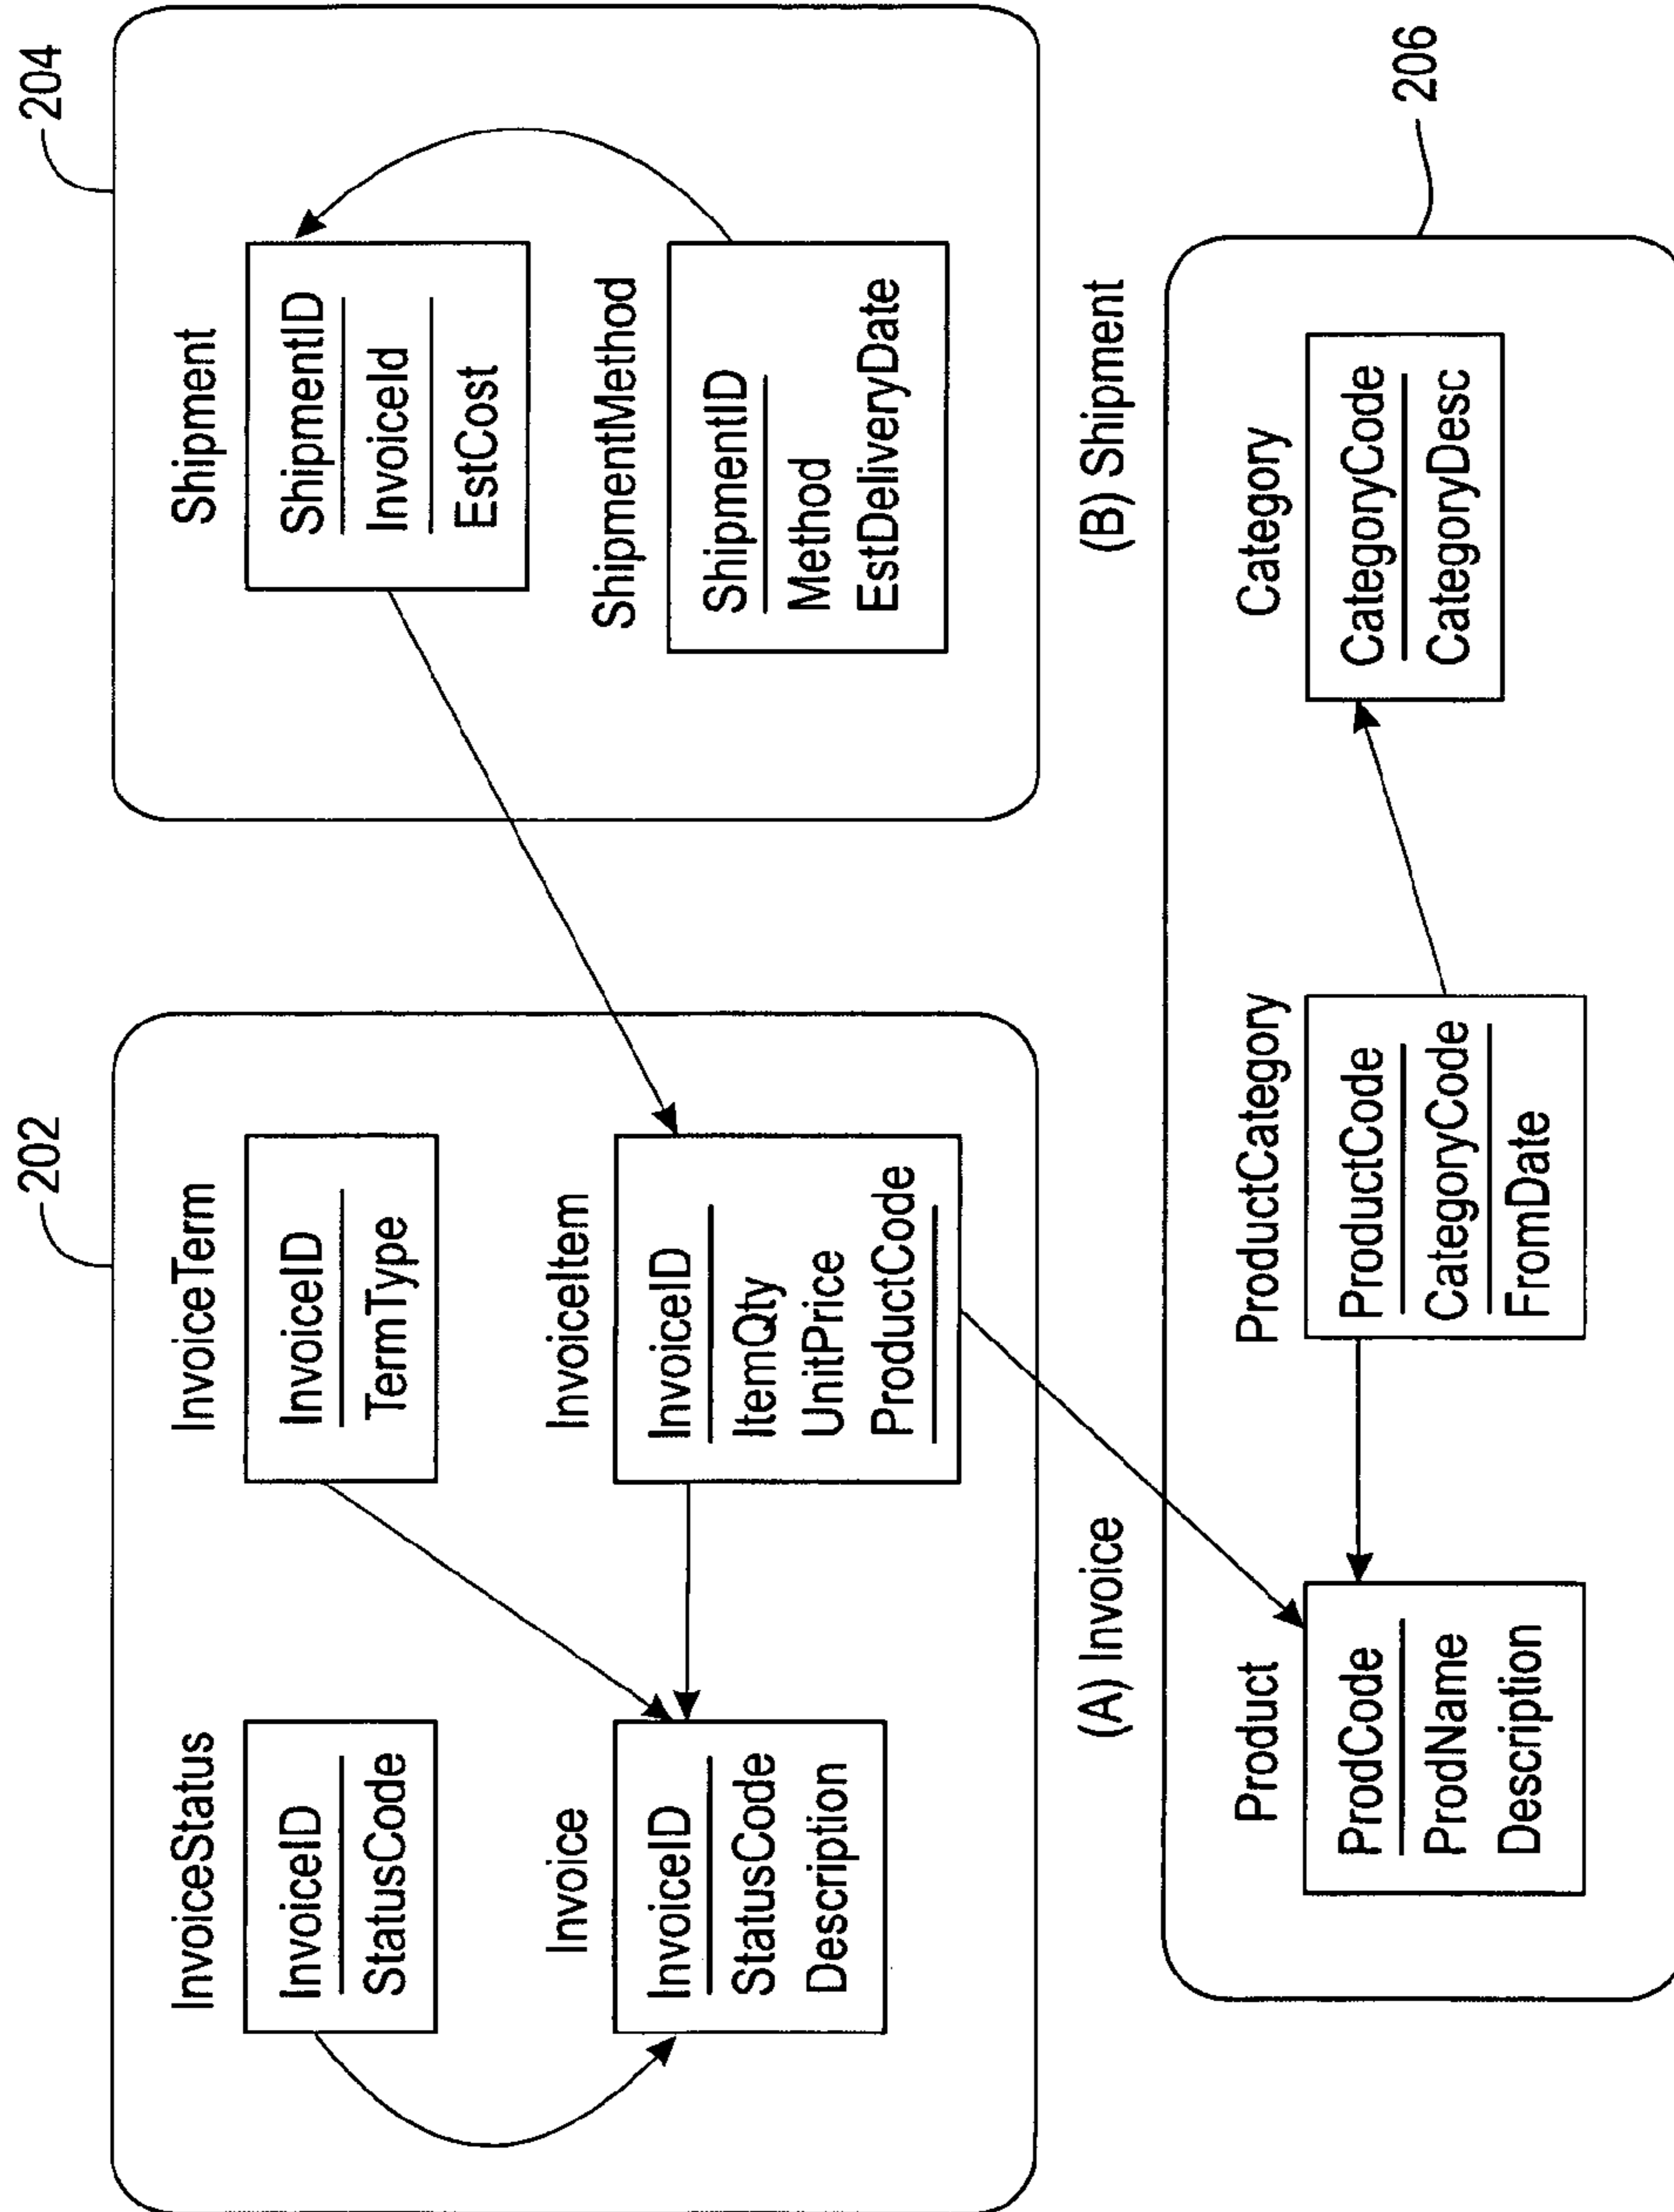 202
InvoiceStatus
InvoiceID
StatusCode
InvoiceTerm
InvoiceID
TermType
Invoice
InvoiceID
StatusCode
Description
InvoiceItem
InvoiceID
ItemQty
UnitPrice
ProductCode
(A) Invoice
204
Shipment
ShipmentID
InvoiceId
EstCost
ShipmentMethod
ShipmentID
Method
EstDeliveryDate
(B) Shipment
Product
ProdCode
ProdName
Description
ProductCategory
ProductCode
CategoryCode
FromDate
Category
CategoryCode
CategoryDesc
206